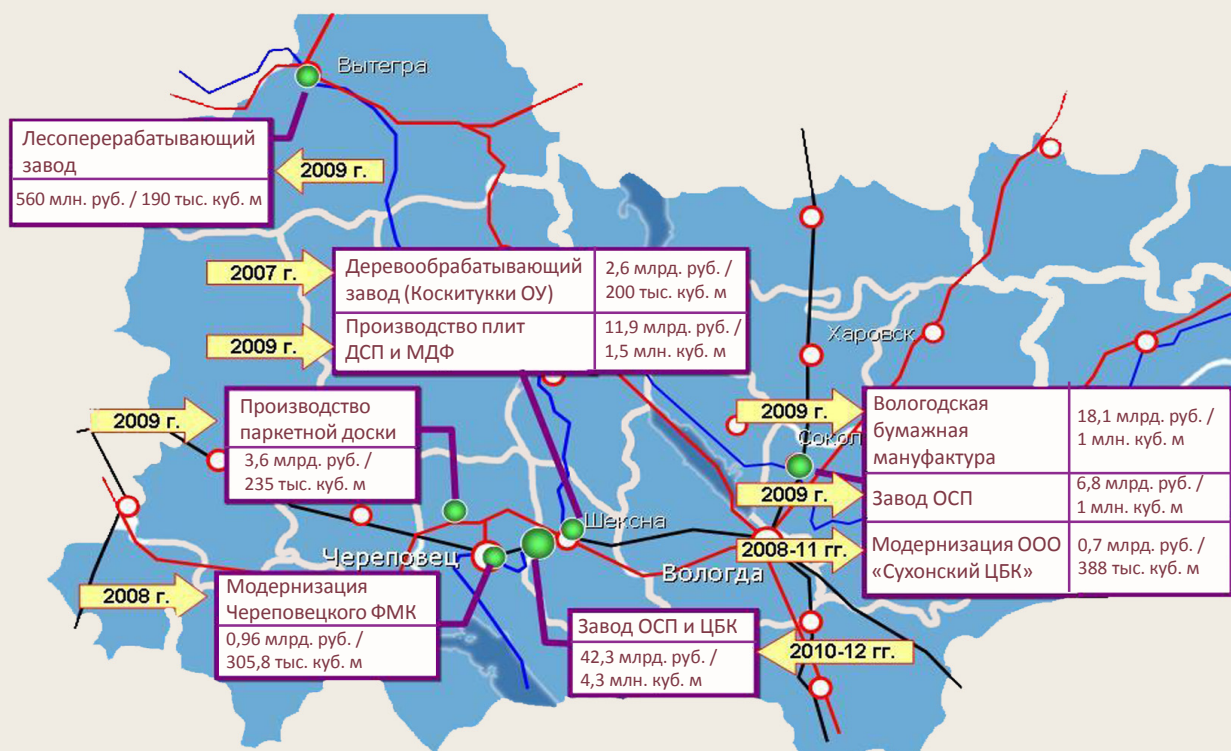 Вытегра
Лесоперерабатывающий
завод
2009 г.
560 млн. руб. / 190 тыс. куб. м
2007 г.
Деревообрабатывающий
завод (Коскитукки ОУ)
2,6 млрд. руб. /
200 тыс. куб. м
2009 г.
Производство плит
ДСП и МДФ
11,9 млрд. руб. /
1,5 млн. куб. м
Харовск
2009 г.
Производство
паркетной доски
3,6 млрд. руб. /
235 тыс. куб. м
2009 г.
Вологодская
бумажная
мануфактура
18,1 млрд. руб. /
1 млн. куб. м
Сокол
2009 г.
Завод ОСП
6,8 млрд. руб. /
1 млн. куб. м
2008-11 гг.
Модернизация ООО
«Сухонский ЦБК»
0,7 млрд. руб. /
388 тыс. куб. м
Шексна
Череповец
Вологда
2008 г.
Модернизация
Череповецкого ФМК
0,96 млрд. руб. /
305,8 тыс. куб. м
Завод ОСП и ЦБК
42,3 млрд. руб. /
4,3 млн. куб. м
2010-12 гг.